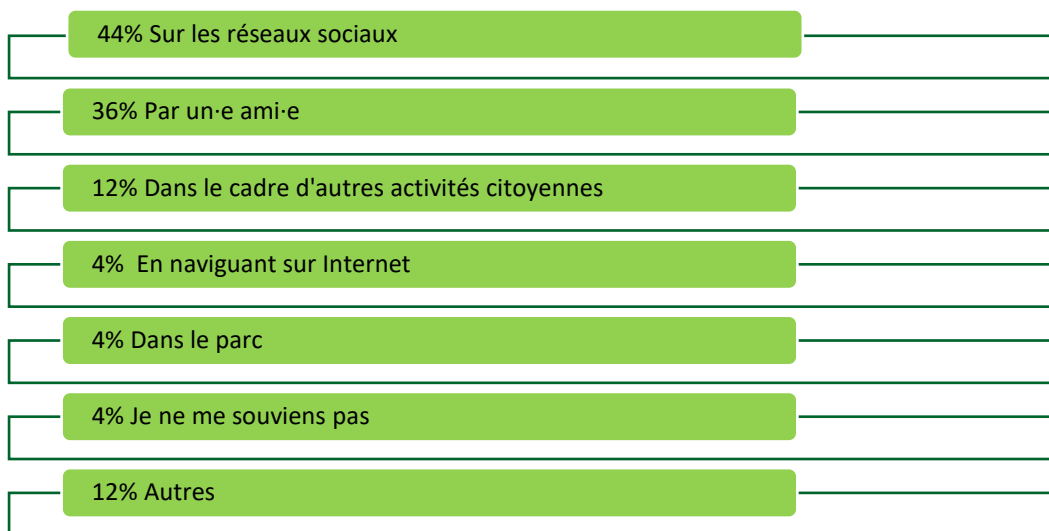 44% Sur les réseaux sociaux
36% Par un·e ami·e
12% Dans le cadre d'autres activités citoyennes
4%  En naviguant sur Internet
4% Dans le parc
4% Je ne me souviens pas
12% Autres